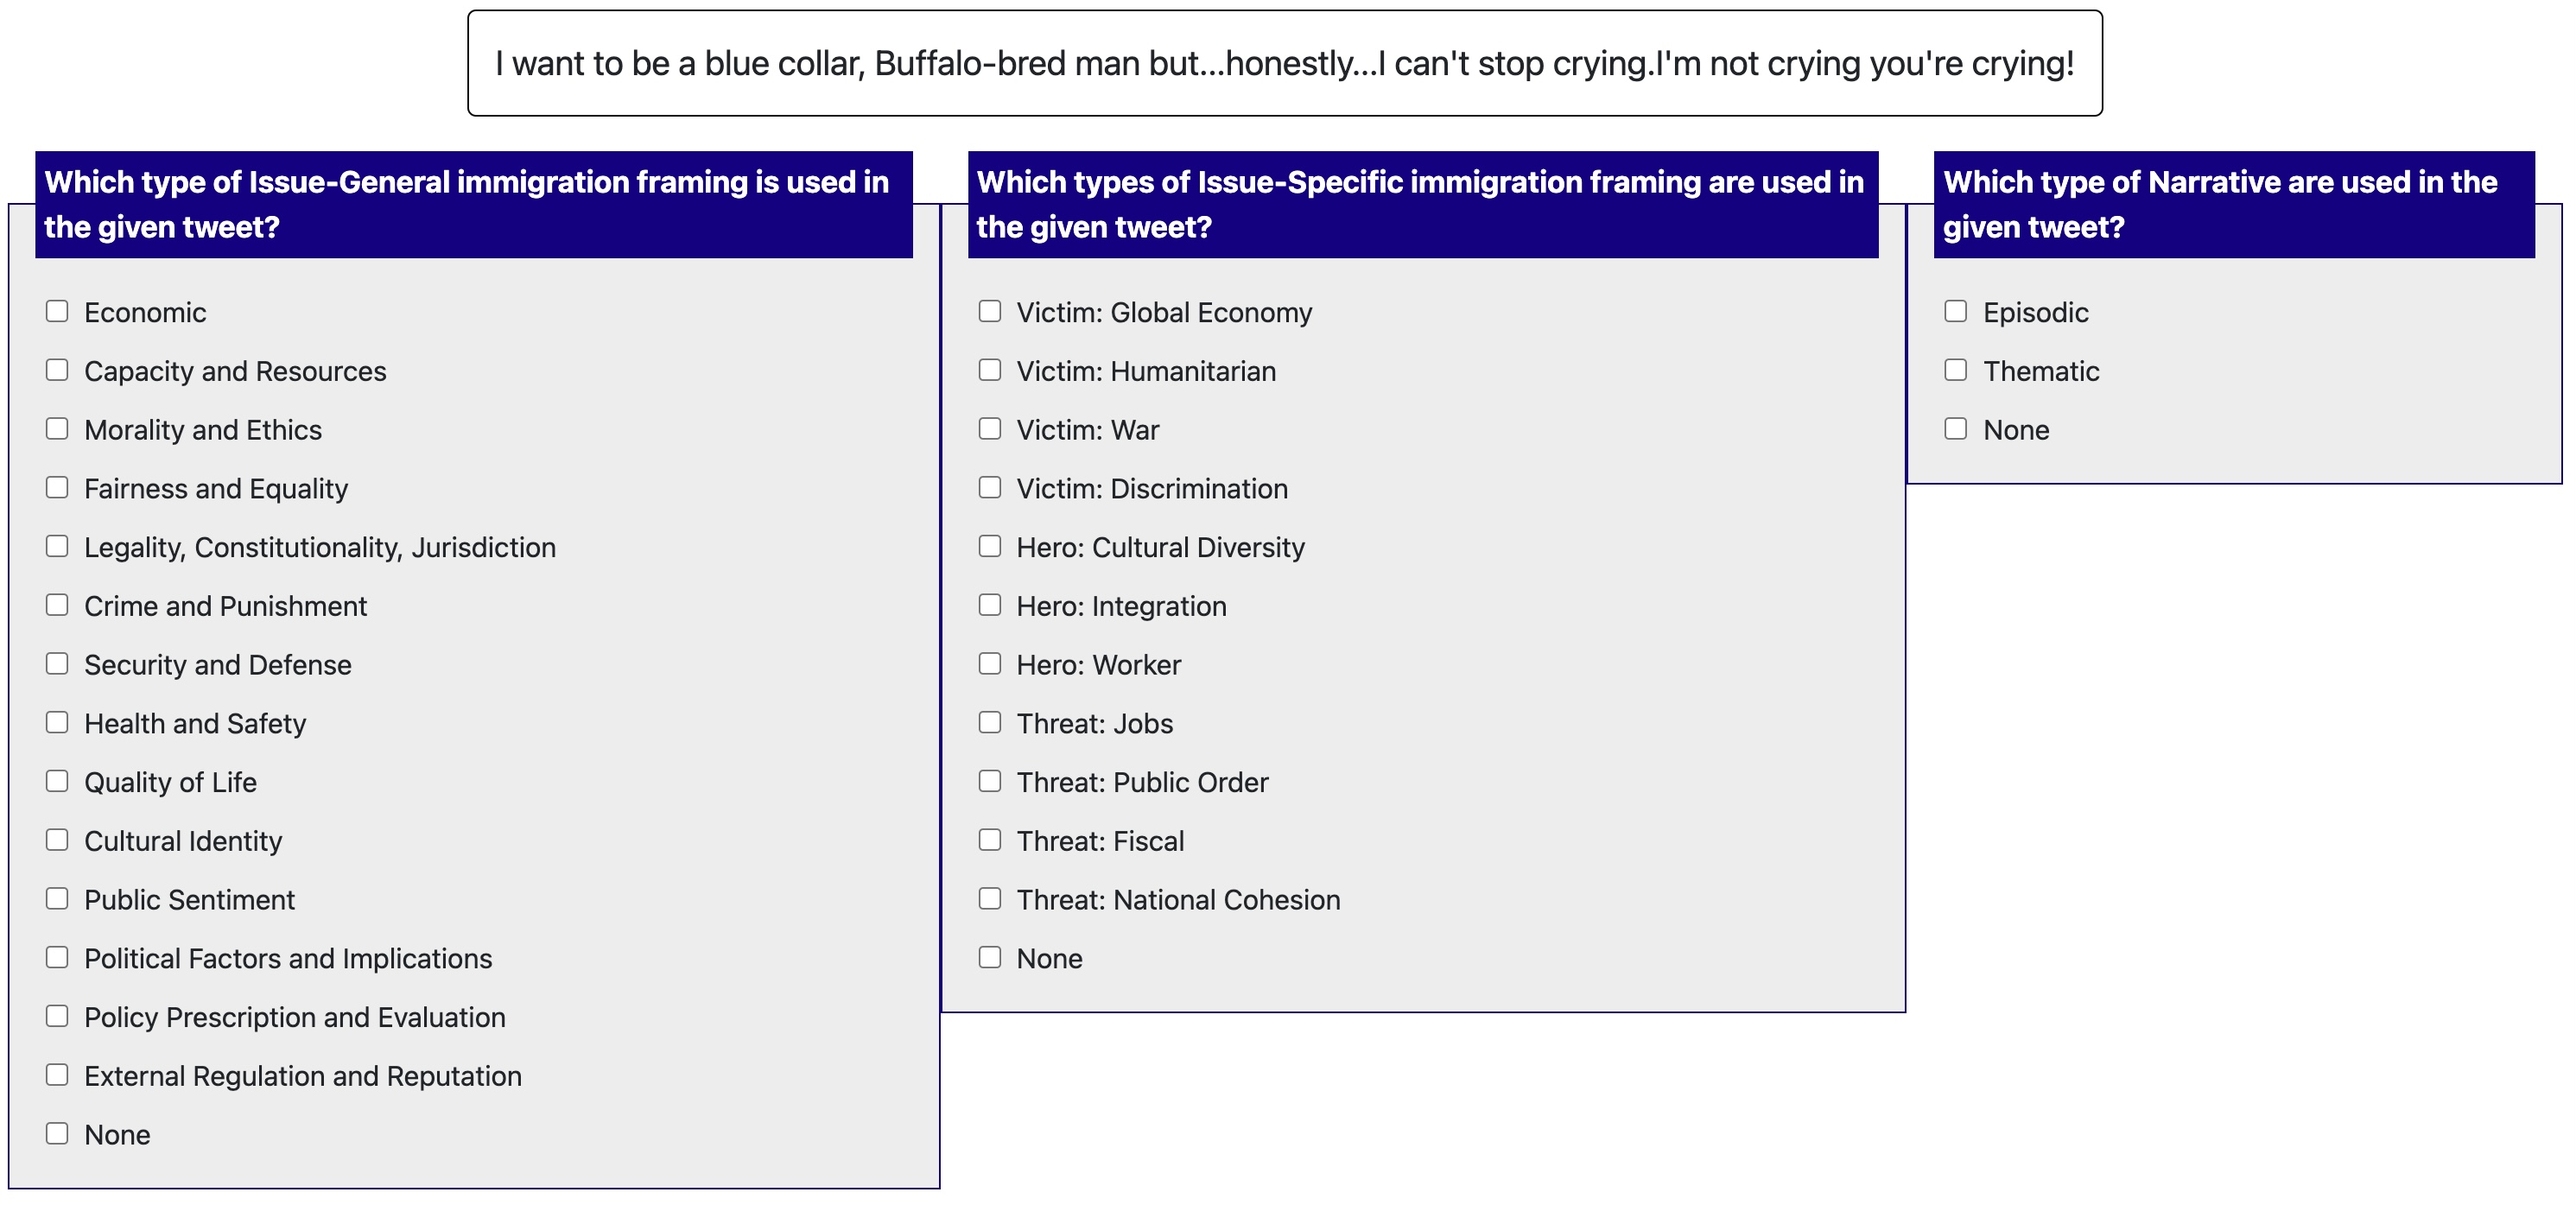 I want to be a blue collar, Buffalo-bred man but...honestly...I can't stop crying.I'm not crying you're crying!
Which type of Issue-General immigration framing is used in
the given tweet?
Economic
Capacity and Resources
Morality and Ethics
Fairness and Equality
Legality, Constitutionality, Jurisdiction
Crime and Punishment
Security and Defense
Health and Safety
Quality of Life
Cultural Identity
Public Sentiment
Political Factors and Implications
Policy Prescription and Evaluation
External Regulation and Reputation
None
Which types of Issue-Specific immigration framing are used in
the given tweet?
Victim: Global Economy
Victim: Humanitarian
Victim: War
Victim: Discrimination
Hero: Cultural Diversity
Hero: Integration
Hero: Worker
Threat: Jobs
Threat: Public Order
Threat: Fiscal
Threat: National Cohesion
None
Which type of Narrative are used in the
given tweet?
Episodic
Thematic
None